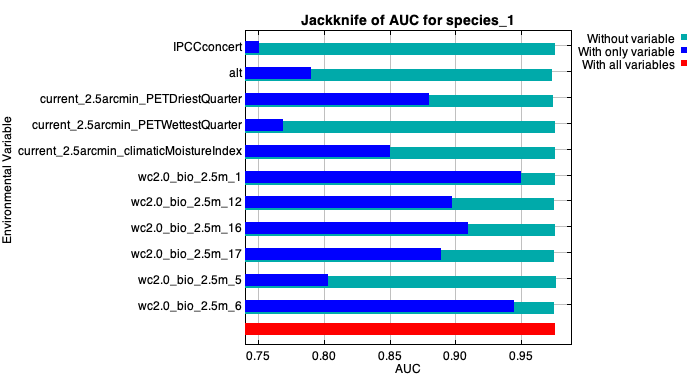 Jackknife of AUC for species_1
Without variable
With only variable
With all variables
Environmental Variable
IPCCconcert
alt
current_2.5arcmin_PETDriestQuarter
current_2.5arcmin_PETWettestQuarter
current_2.5arcmin_climaticMoistureIndex
wc2.0_bio_2.5m_1
wc2.0_bio_2.5m_12
wc2.0_bio_2.5m_16
wc2.0_bio_2.5m_17
wc2.0_bio_2.5m_5
wc2.0_bio_2.5m_6
0.75 0.80 0.85 0.90 0.95
AUC